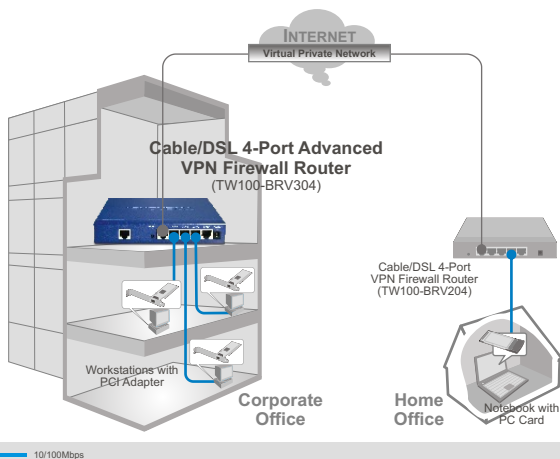 INTERNET
Virtual Private Network
Cable/DSL 4-Port Advanced
VPN Firewall Router
(TW100-BRV304)
Cable/DSL 4-Port
VPN Firewall Router
(TW100-BRV204)
Workstations with
PCI Adapter
Corporate
Office
Home
Office
Notebook with
PC Card
10/100Mbps